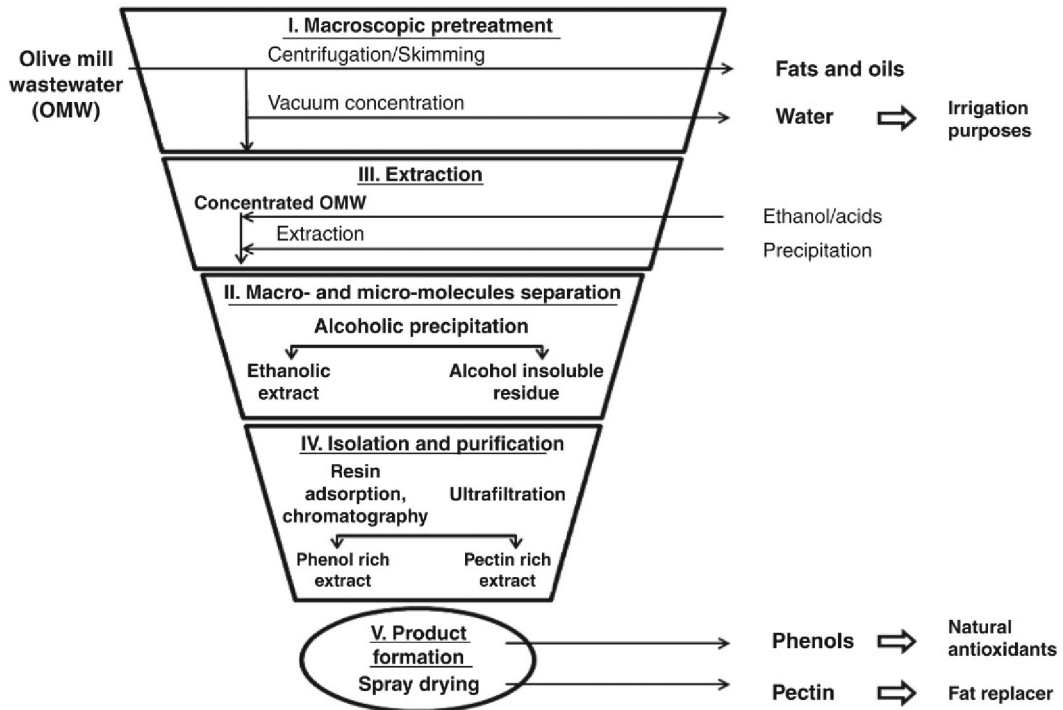 I. Macroscopic pretreatment
Olive mill
wastewater
(OMW)
Centrifugation/Skimming
Fats and oils
Vacuum concentration
Water
Irrigation
purposes
III. Extraction
Concentrated OMW
Ethanol/acids
Extraction
Precipitation
II. Macro- and micro-molecules separation
Alcoholic precipitation
Ethanolic
extract
Alcohol insoluble
residue
IV. Isolation and purification
Resin
adsorption,
chromatography
Ultrafiltration
Phenol rich
extract
Pectin rich
extract
V. Product
formation
Spray drying
Phenols
Natural
antioxidants
Pectin
Fat replacer